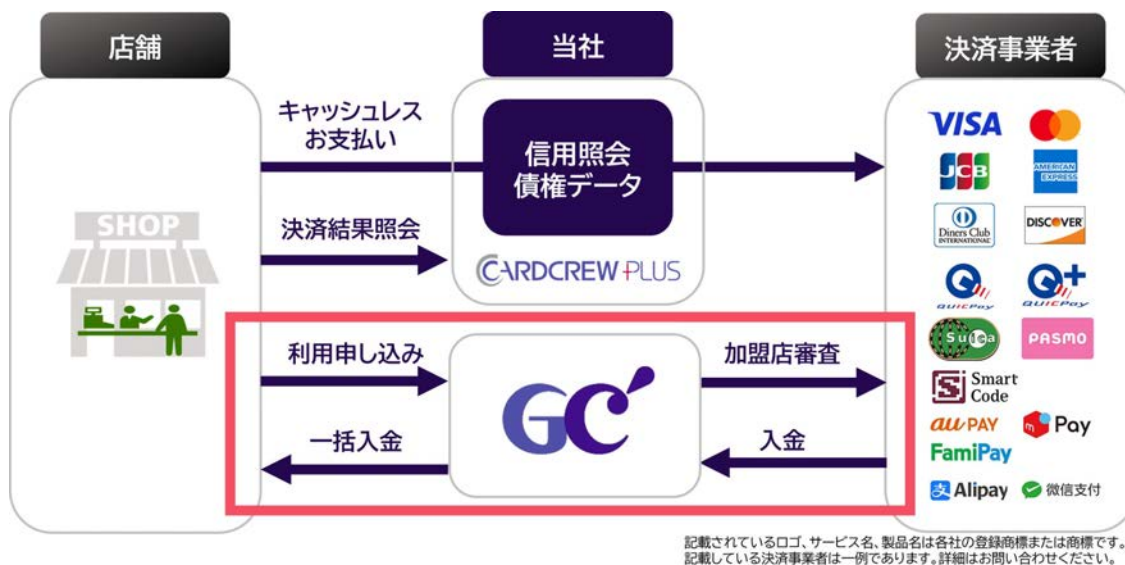 店舗
当社
決済事業者
キャッシュレス
お支払い
信用照会
債権データ
決済結果照会
CARDCREW PLUS
SHOP
利用申し込み
GC
加盟店審査
一括入金
入金
VISA
JCB
AMERICAN
EXPRESS
Diners Club
INTERNATIONAL
DISCOVER
QUICPay
QUICPay
Suica
PASMO
Smart
Code
au PAY
m Pay
FamiPay
支 Alipay
微信支付
記載されているロゴ、サービス名、製品名は各社の登録商標または商標です。
記載している決済事業者は一例であります。詳細はお問い合わせください。